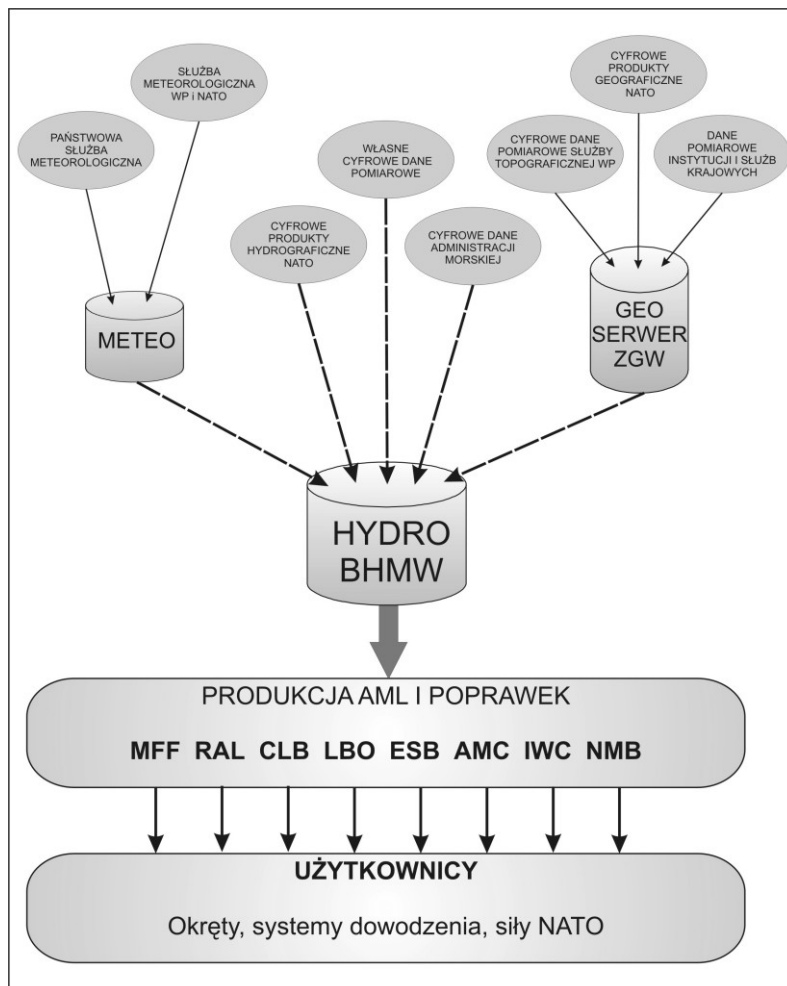 SŁUŻBA
METEOROLOGICZNA
WP i NATO
PAŃSTWOWA
SŁUŻBA
METEOROLOGICZNA
WŁASNE
CYFROWE DANE
POMIAROWE
CYFROWE
PRODUKTY
HYDROGRAFICZNE
NATO
CYFROWE DANE
ADMINISTRACJI
MORSKIEJ
CYFROWE
PRODUKTY
GEOGRAFICZNE
NATO
CYFROWE DANE
POMIAROWE SŁUŻBY
TOPOGRAFICZNEJ WP
DANE
POMIAROWE
INSTYTUCJI I SŁUŻB
KRAJOWYCH
METEO
GEO
SERWER
ZGW
HYDRO
BHMW
PRODUKCJA AML I POPRAWEK
MFF RAL CLB LBO ESB AMC IWC NMB
UŻYTKOWNICY
Okręty, systemy dowodzenia, siły NATO